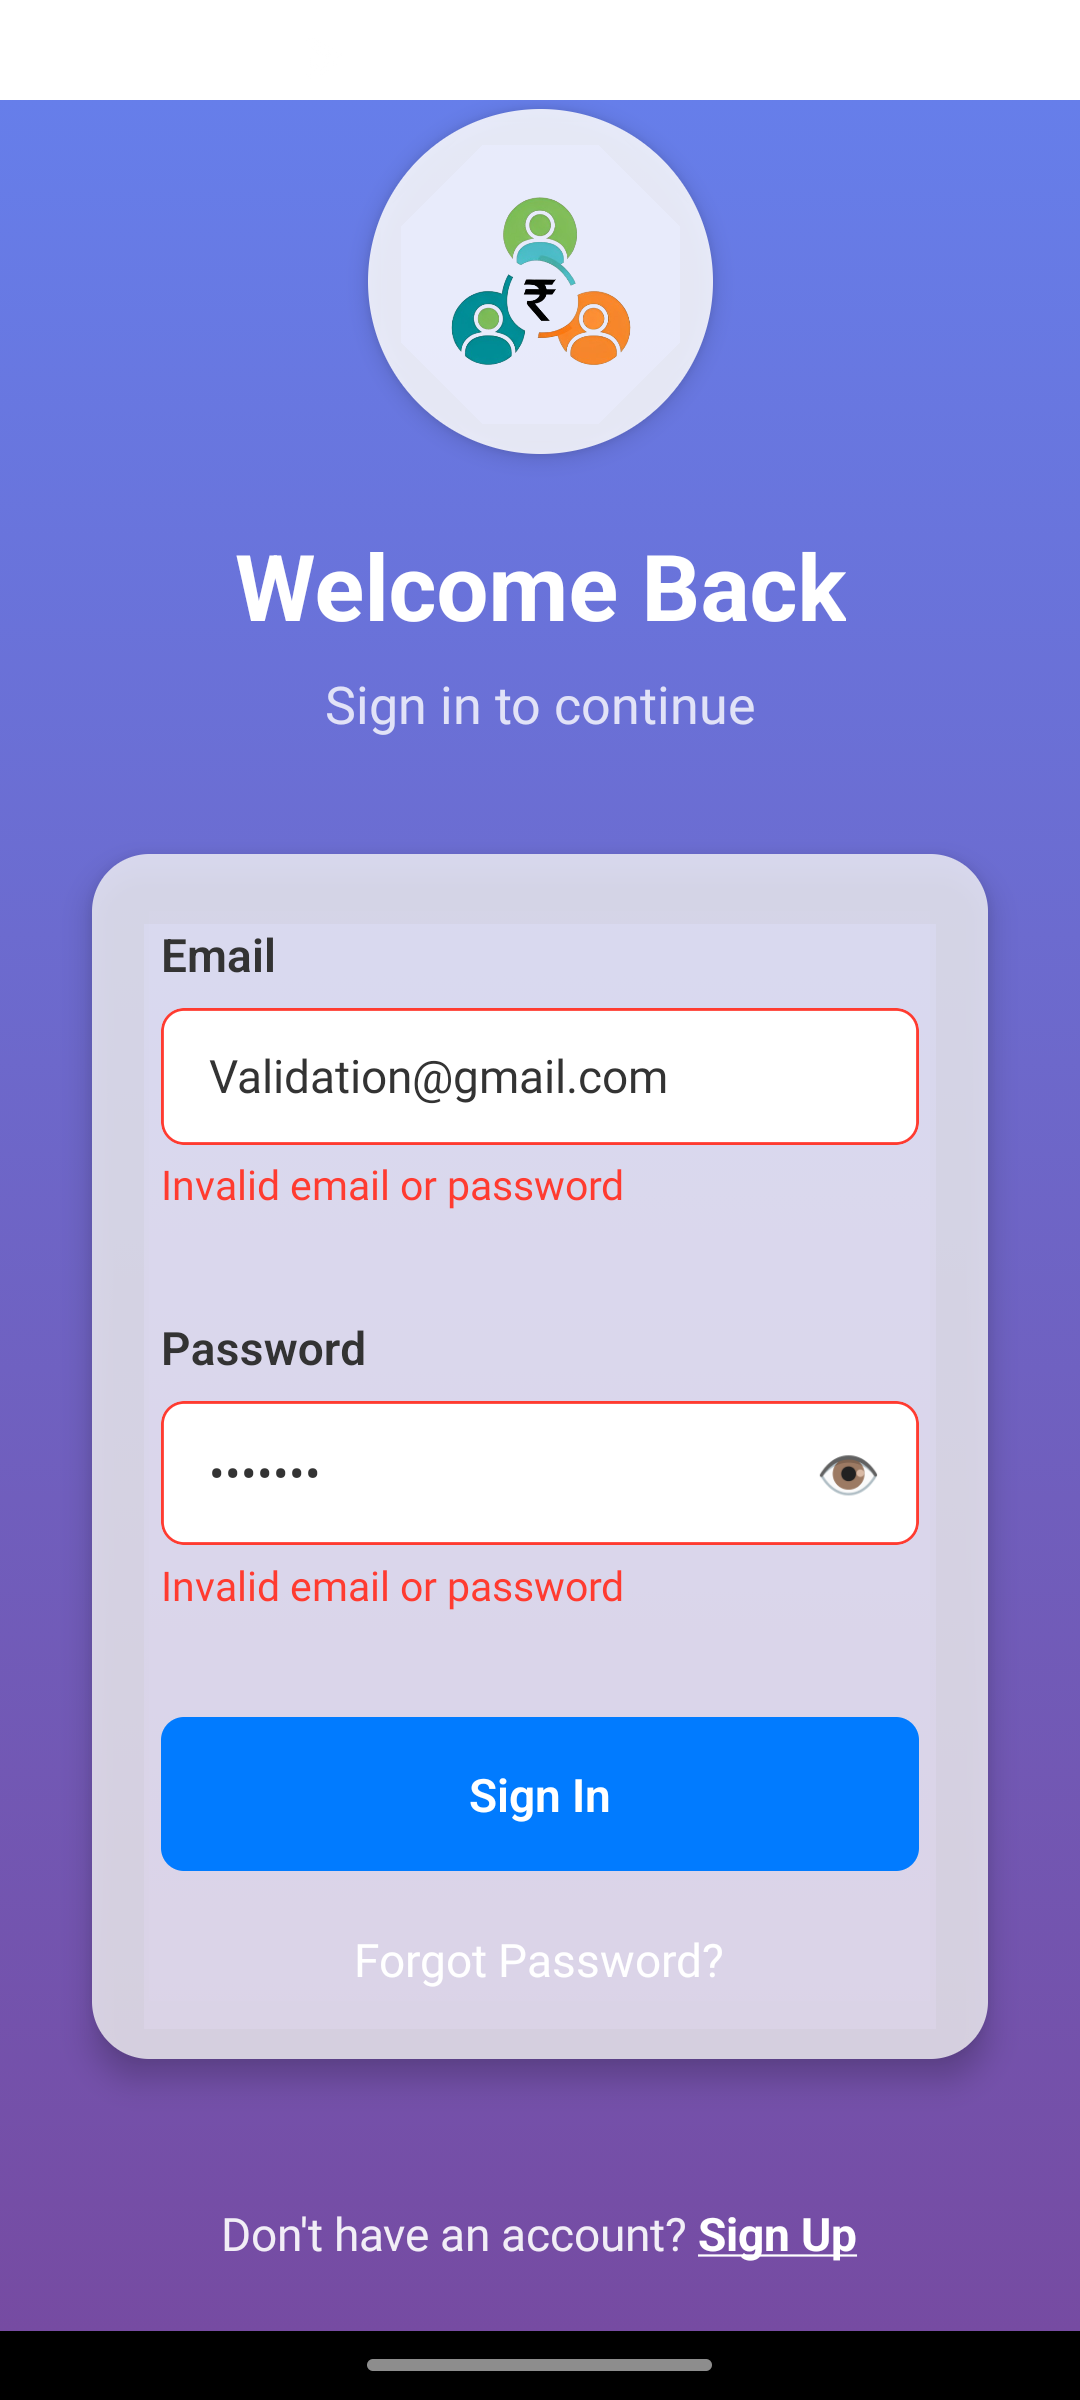 ₹
Welcome Back
Sign in to continue
Email
Validation@gmail.com
Invalid email or password
Password
•••••••
Invalid email or password
Sign In
Forgot Password?
Don't have an account? Sign Up